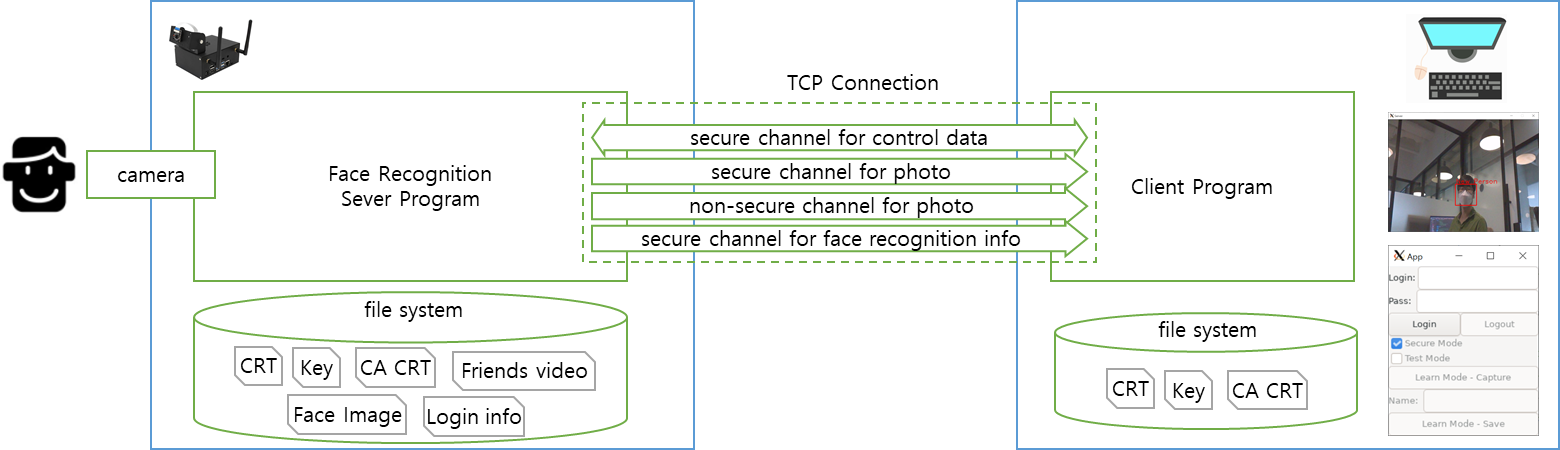 TCP Connection
camera
Face Recognition
Sever Program
secure channel for control data
secure channel for photo
non-secure channel for photo
secure channel for face recognition info
Client Program
file system
CRT
Key
CA CRT
Friends video
Face Image
Login info
file system
CRT
Key
CA CRT
App
Login:
Pass:
Login
Logout
Secure Mode
Test Mode
Learn Mode - Capture
Name:
Learn Mode - Save